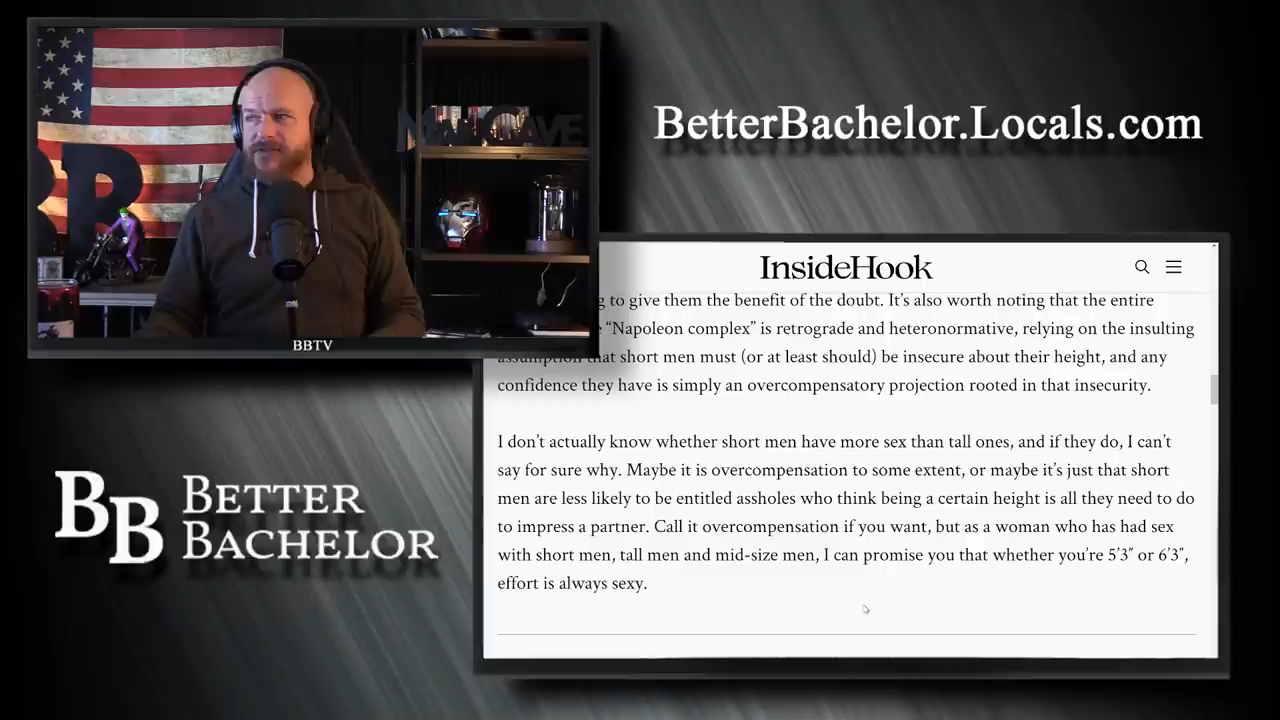 BetterBachelor.Locals.com
MANCAVE
BB
BBTV
InsideHook
to give them the benefit of the doubt. It's also worth noting that the entire
“Napoleon complex” is retrograde and heteronormative, relying on the insulting
assumption that short men must (or at least should) be insecure about their height, and any
confidence they have is simply an overcompensatory projection rooted in that insecurity.
I don't actually know whether short men have more sex than tall ones, and if they do, I can't
say for sure why. Maybe it is overcompensation to some extent, or maybe it's just that short
men are less likely to be entitled assholes who think being a certain height is all they need to do
to impress a partner. Call it overcompensation if you want, but as a woman who has had sex
with short men, tall men and mid-size men, I can promise you that whether you're 5'3″ or 6'3″,
effort is always sexy.
BB BETTER
BACHELOR